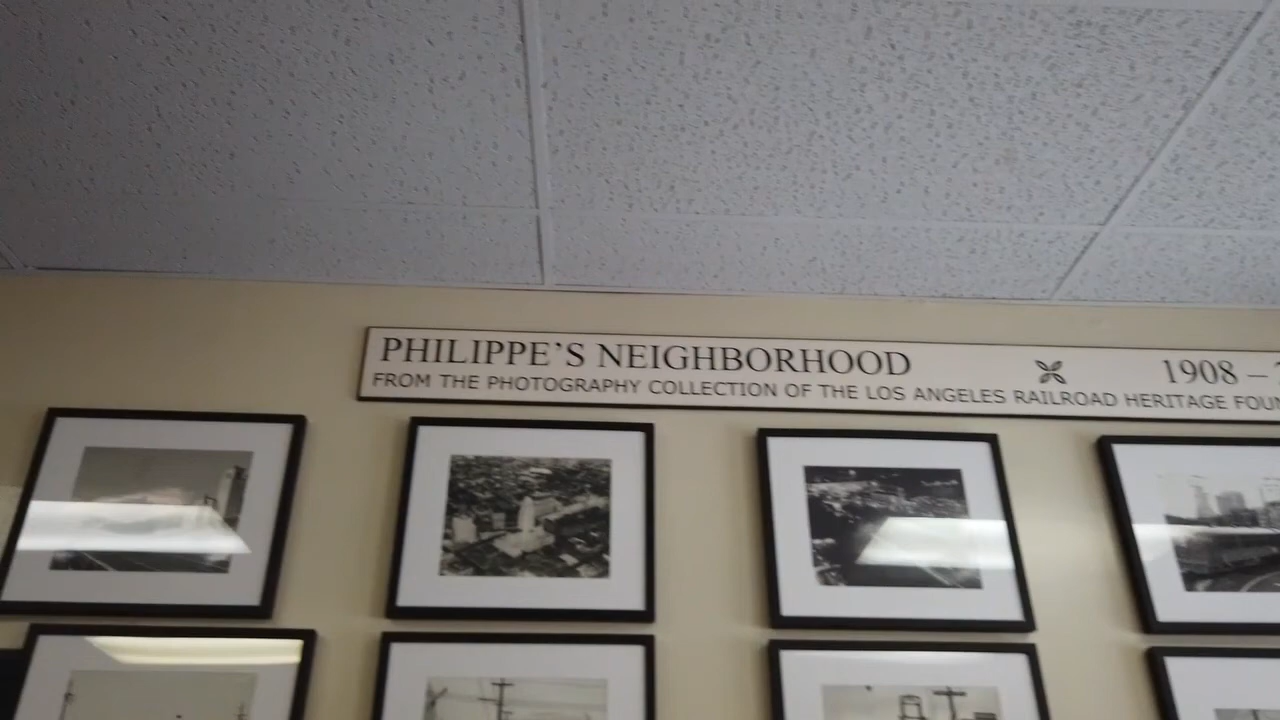 PHILIPPE'S NEIGHBORHOOD 1908 –
FROM THE PHOTOGRAPHY COLLECTION OF THE LOS ANGELES RAILROAD HERITAGE